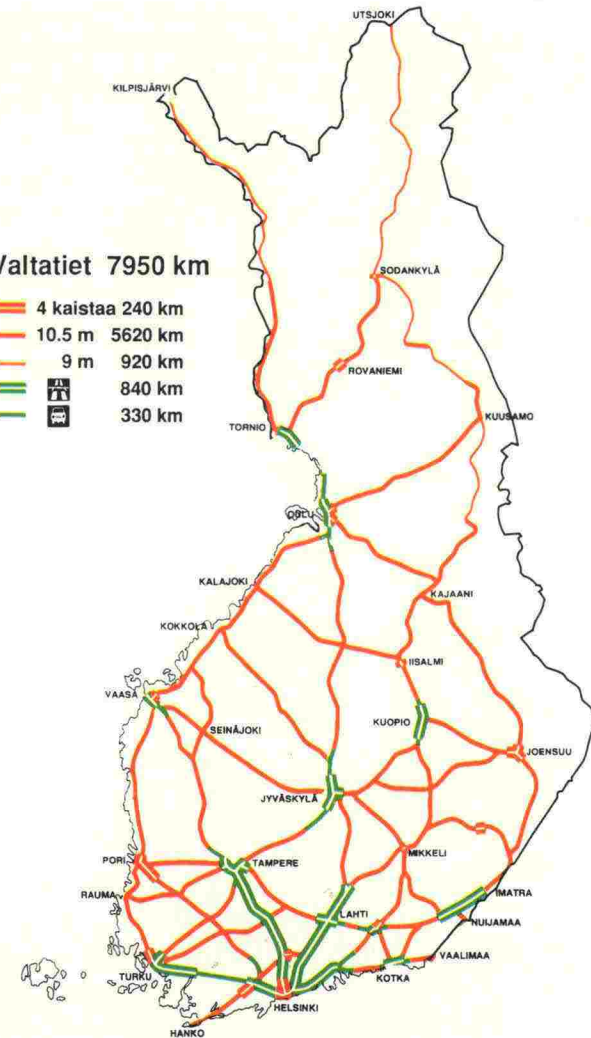 UTSJOKI
KILPISJÄRVI
Valtatiet 7950 km
4 kaistaa 240 km
10.5 m 5620 km
9 m 920 km
840 km
330 km
SODANKYLÄ
ROVANIEMI
KUUSAMO
TORNIO
OULU
KALAJOKI
KAJAANI
KOKKOLA
IISALMI
VAASA
SEINÄJOKI
KUOPIO
JOENSUU
JYVÄSKYLÄ
PORI
TAMPERE
MIKKELI
RAUMA
IMATRA
LAHTI
NUIJAMAA
VAALIMAA
TURKU
KOTKA
HELSINKI
HANKO